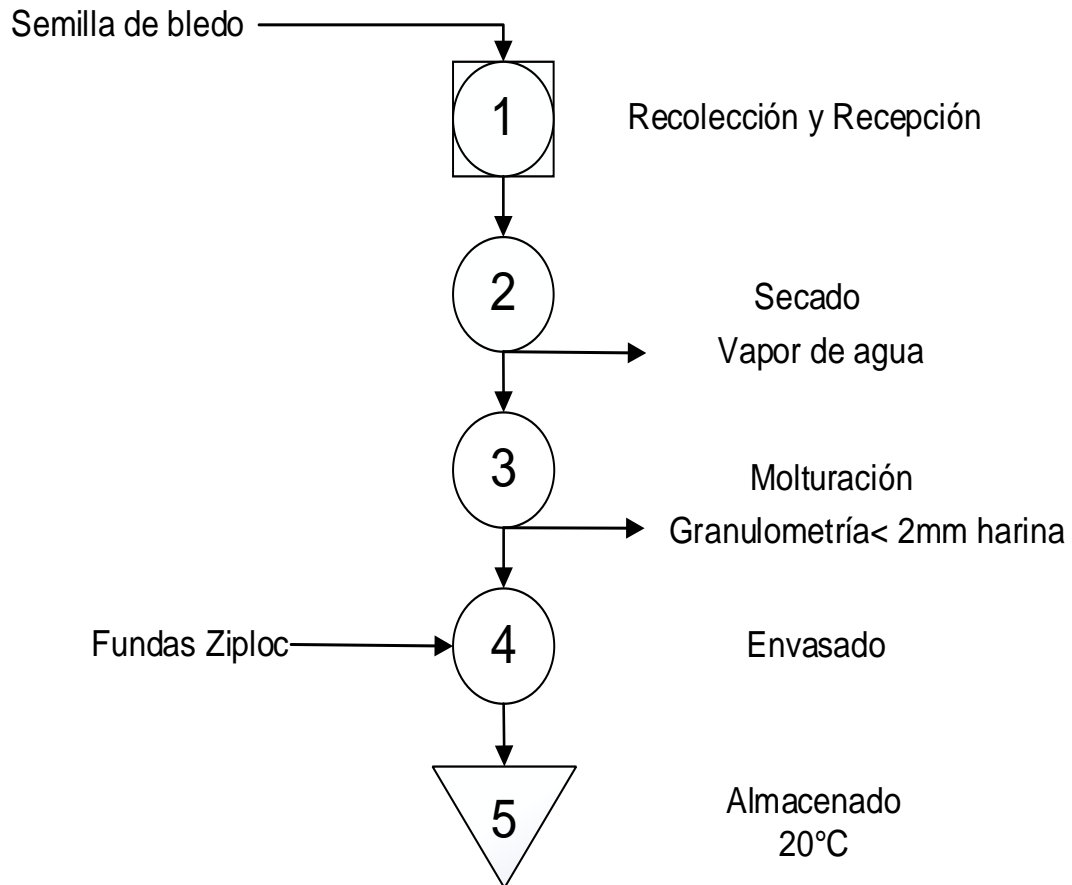 Semilla de bledo
1
Recolección y Recepción
2
Secado
Vapor de agua
3
Molturación
Granulometría< 2mm harina
Fundas Ziploc
4
Envasado
5
Almacenado
20°C